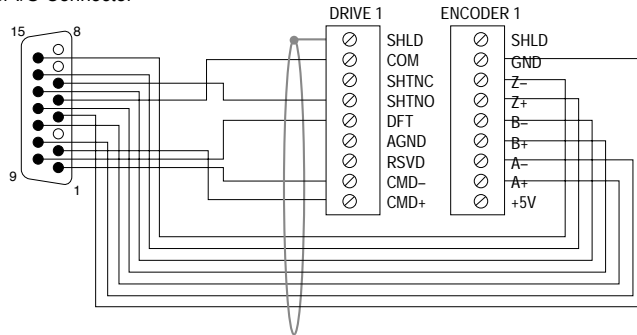 I/O Connector
DRIVE 1
ENCODER 1
15
8
9
1
SHLD
COM
SHTNC
SHTNO
DFT
AGND
RSVD
CMD–
CMD+
SHLD
GND
Z–
Z+
B–
B+
A–
A+
+5V